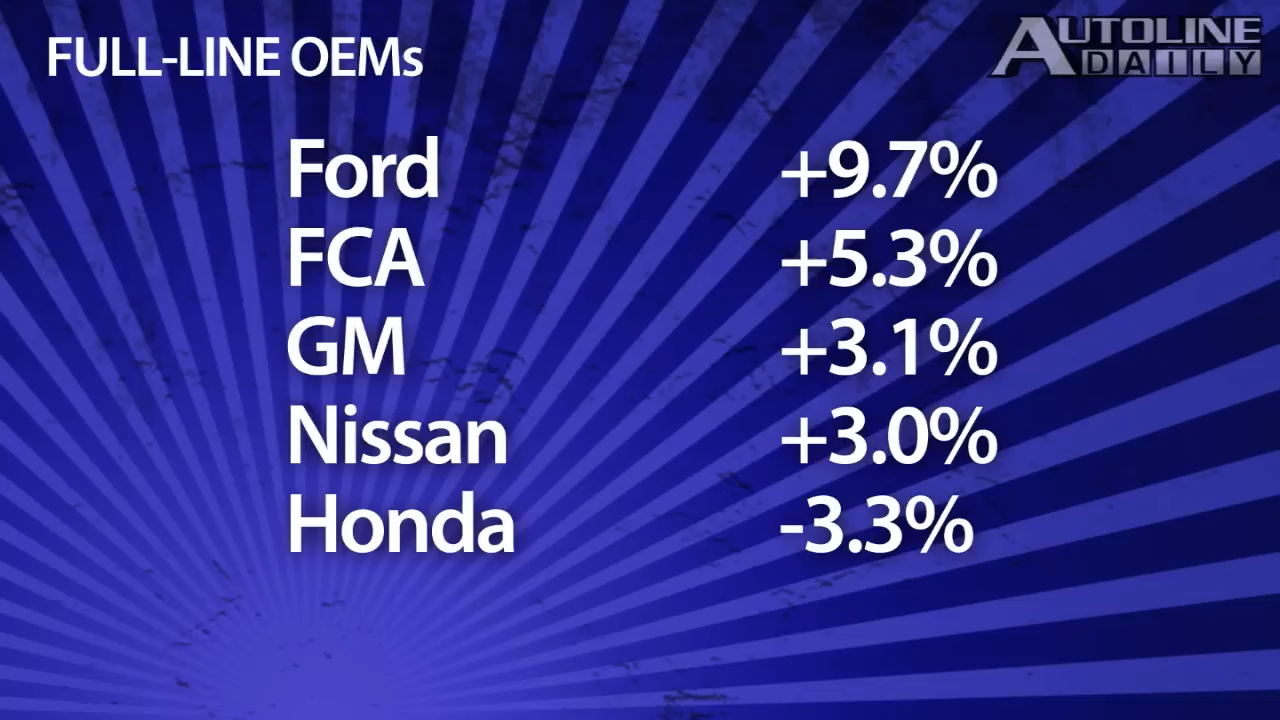 FULL-LINE OEMs
AUTOLINE
DAILY
Ford +9.7%
FCA +5.3%
GM +3.1%
Nissan +3.0%
Honda -3.3%